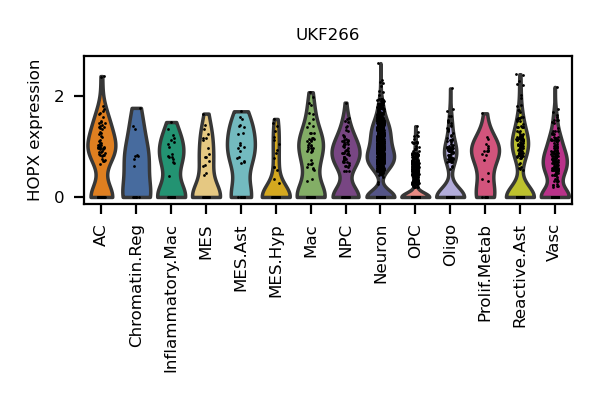 UKF266
HOPX expression
2
0
AC
Chromatin.Reg
Inflammatory.Mac
MES
MES.Ast
MES.Hyp
Mac
NPC
Neuron
OPC
Oligo
Prolif.Metab
Reactive.Ast
Vasc